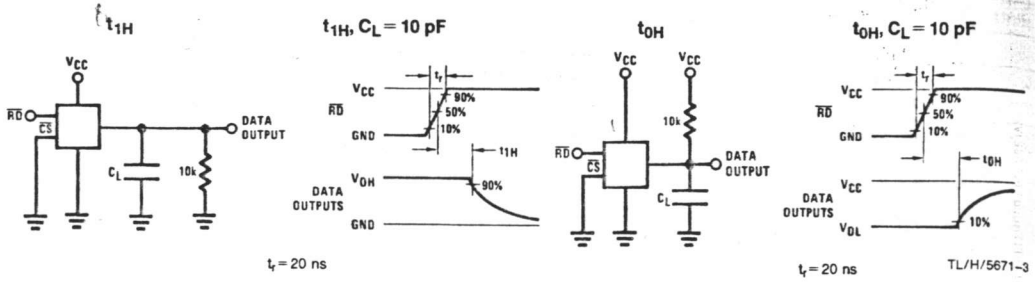 t1H
VCC
RD
CS
CL
10k
DATA
OUTPUT
t1H, CL = 10 pF
tr
VCC
RD
GND
90%
50%
10%
t1H
VOH
DATA
OUTPUTS
GND
90%
tr = 20 ns
t0H
VCC
VCC
10k
RD
CS
DATA
OUTPUT
CL
t0H, CL = 10 pF
tr
VCC
RD
GND
90%
50%
10%
t0H
VCC
DATA
OUTPUTS
VOL
10%
tr = 20 ns
TL/H/5671-3